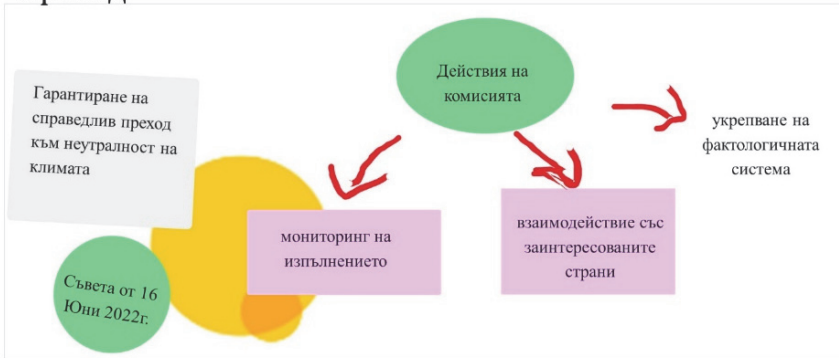 Гарантиране на
справедлив преход
към неутралност на
климата
Съвета от 16
Юни 2022г.
Действия на
комисията
мониторинг на
изпълнението
взаимодействие със
заинтересованите
страни
укрепване на
фактологичната
система